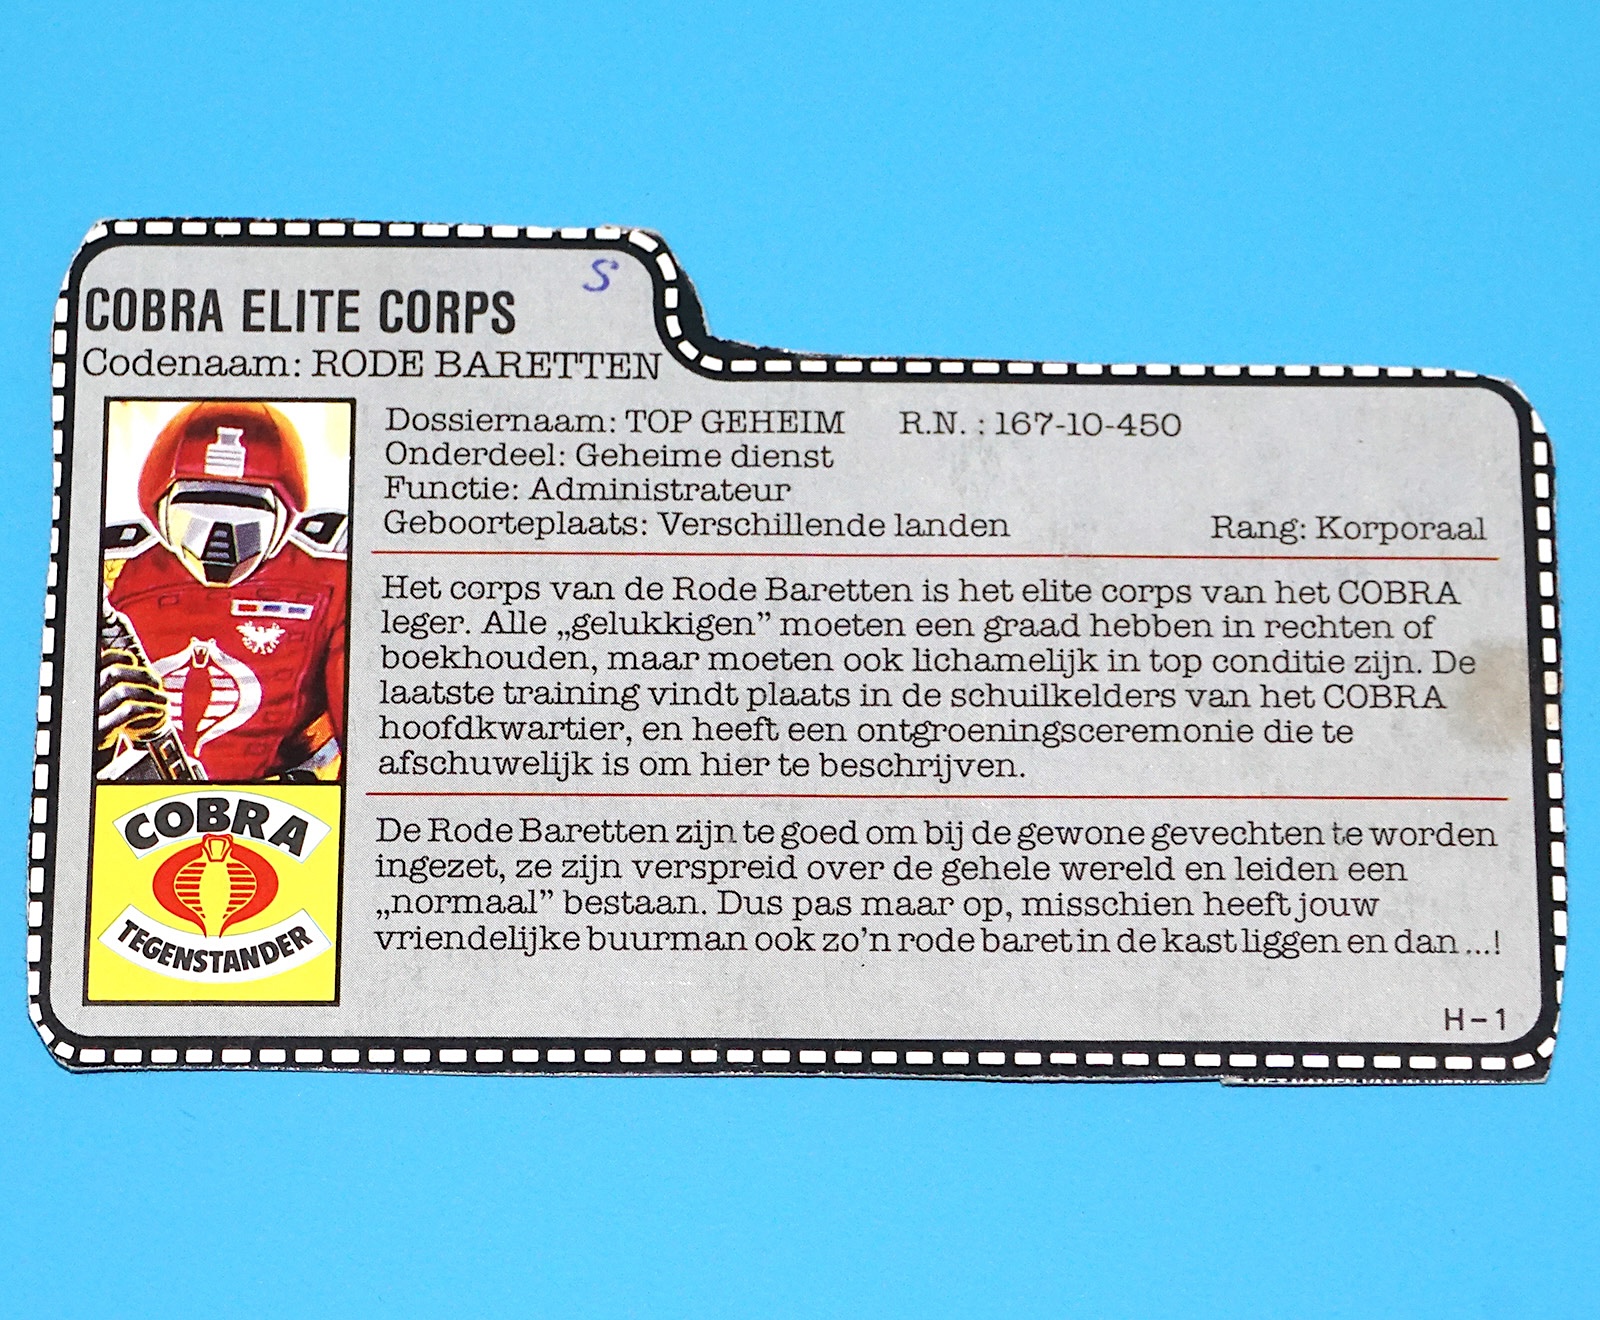 S
COBRA ELITE CORPS
Codenaam: RODE BARETTEN
Dossiernaam: TOP GEHEIM R.N. : 167-10-450
Onderdeel: Geheime dienst
Functie: Administrateur
Geboorteplaats: Verschillende landen Rang: Korporaal
Het corps van de Rode Baretten is het elite corps van het COBRA
leger. Alle „gelukkigen” moeten een graad hebben in rechten of
boekhouden, maar moeten ook lichamelijk in top conditie zijn. De
laatste training vindt plaats in de schuilkelders van het COBRA
hoofdkwartier, en heeft een ontgroeningsceremonie die te
afschuwelijk is om hier te beschrijven.
De Rode Baretten zijn te goed om bij de gewone gevechten te worden
ingezet, ze zijn verspreid over de gehele wereld en leiden een
„normaal” bestaan. Dus pas maar op, misschien heeft jouw
vriendelijke buurman ook zo’n rode baret in de kast liggen en dan ...!
COBRA
TEGENSTANDER
H-1